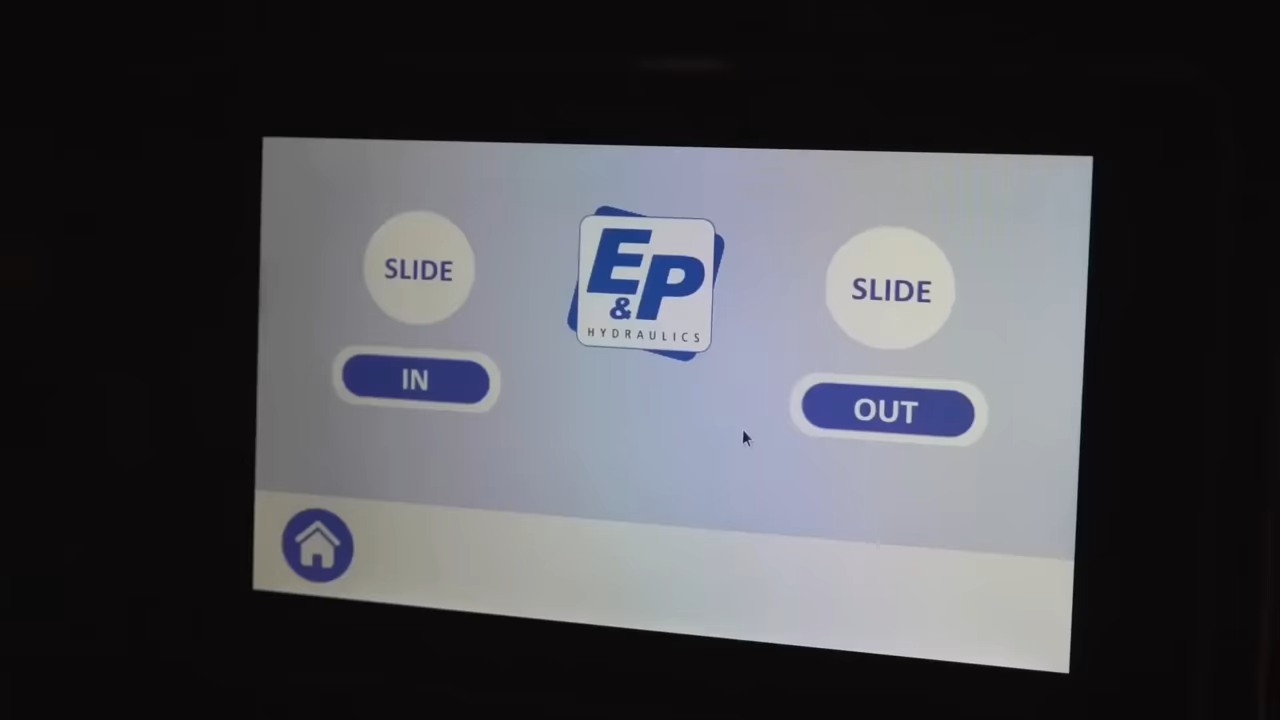 SLIDE
IN
E&P
HYDRAULICS
SLIDE
OUT